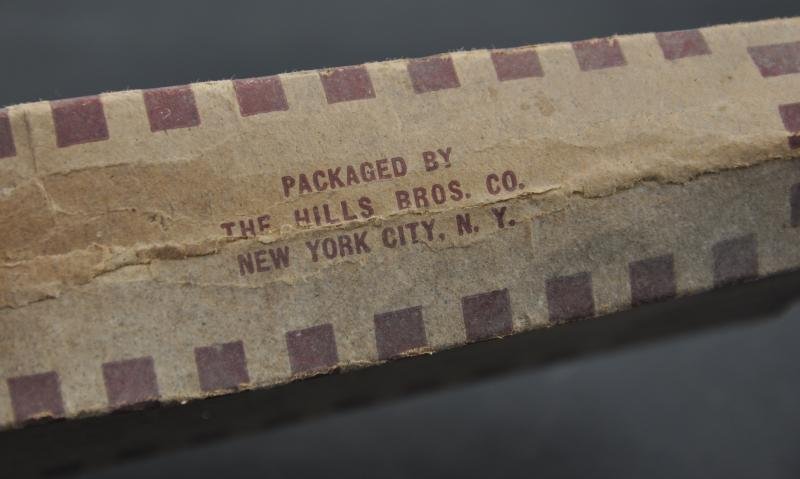 PACKAGED BY
THE HILLS BROS. CO.
NEW YORK CITY, N. Y.